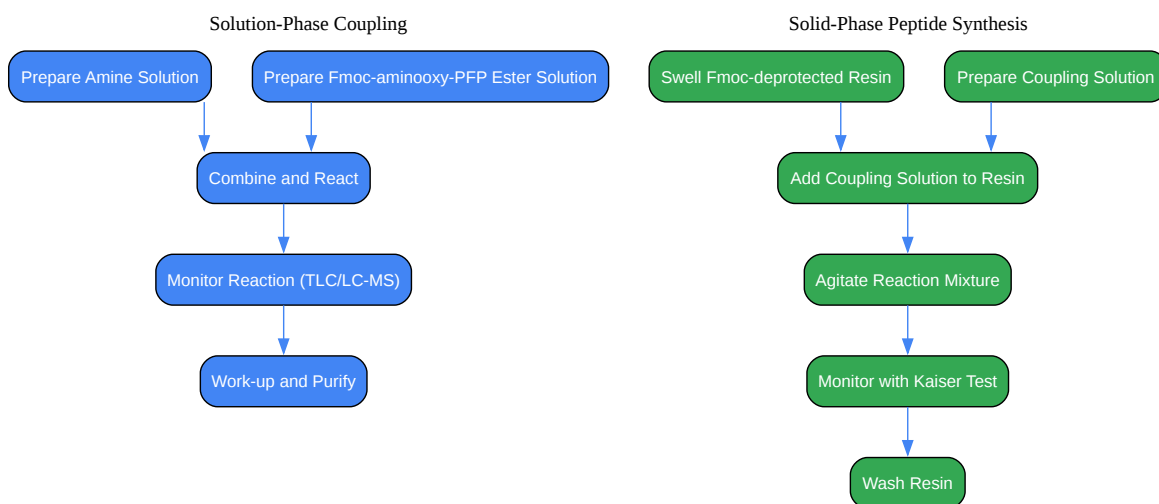 Solution-Phase Coupling
Prepare Amine Solution
Prepare Fmoc-aminooxy-PFP Ester Solution
Combine and React
Monitor Reaction (TLC/LC-MS)
Work-up and Purify
Solid-Phase Peptide Synthesis
Swell Fmoc-deprotected Resin
Prepare Coupling Solution
Add Coupling Solution to Resin
Agitate Reaction Mixture
Monitor with Kaiser Test
Wash Resin